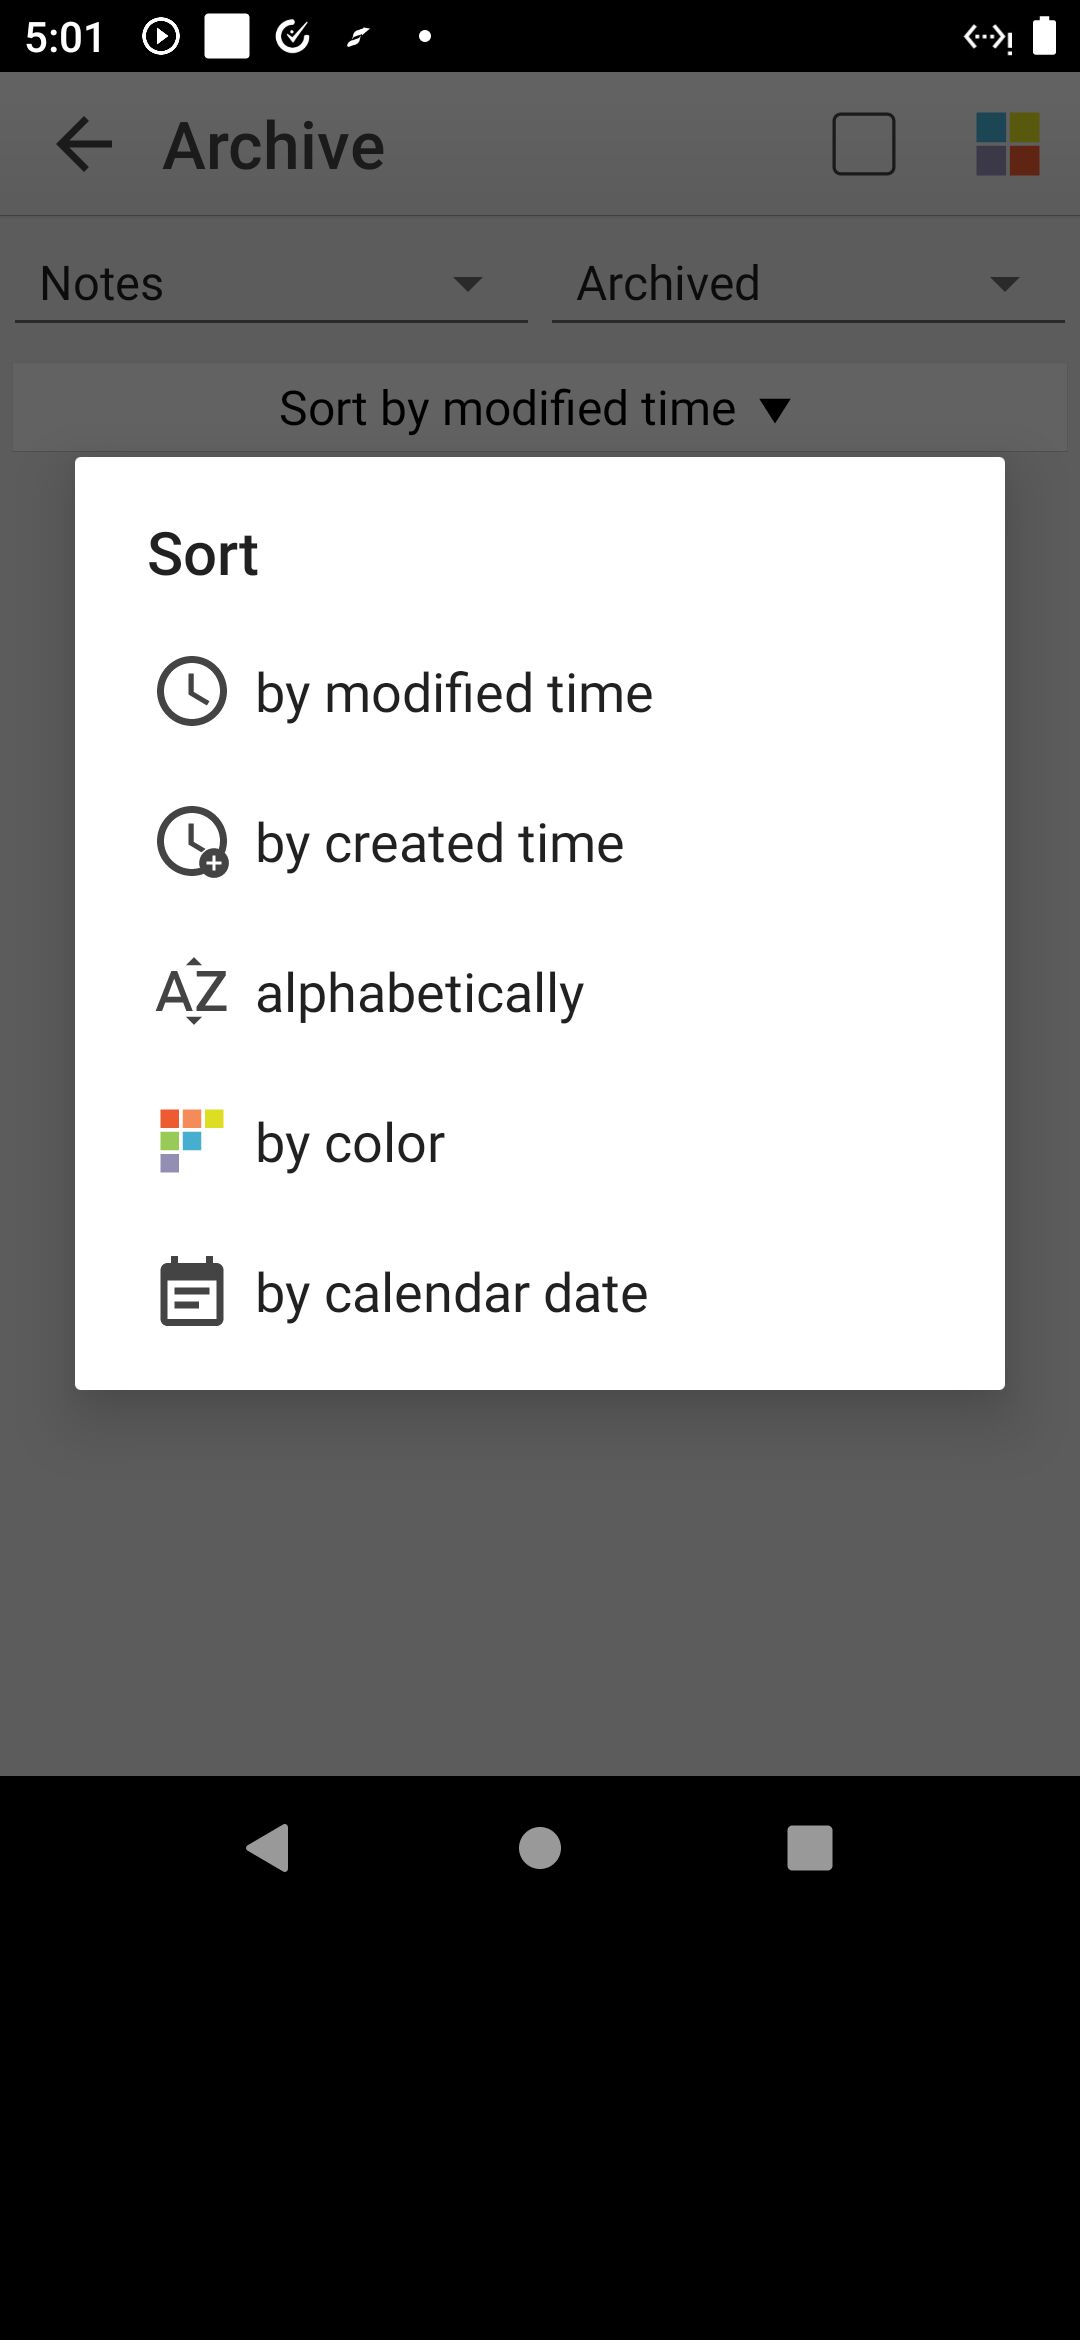 5:01
Archive
Notes
Archived
Sort by modified time
Sort
by modified time
by created time
AZ alphabetically
by color
by calendar date